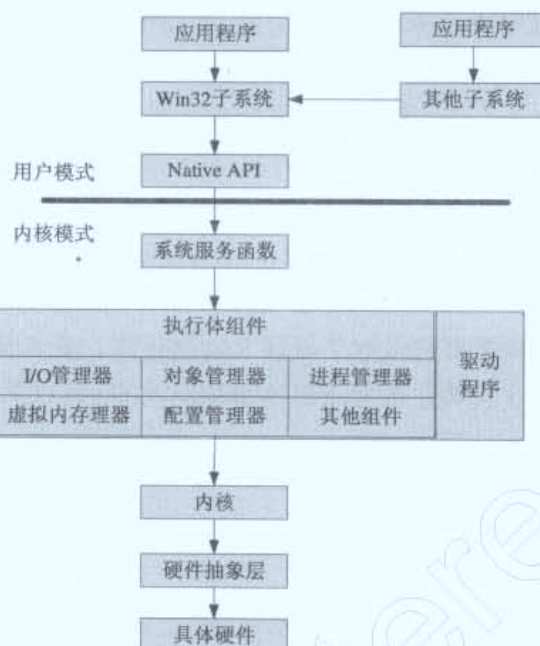 应用程序
应用程序
Win32子系统
其他子系统
用户模式
Native API
内核模式
系统服务函数
执行体组件
驱动
程序
I/O管理器
对象管理器
进程管理器
虚拟内存理器
配置管理器
其他组件
内核
硬件抽象层
具体硬件